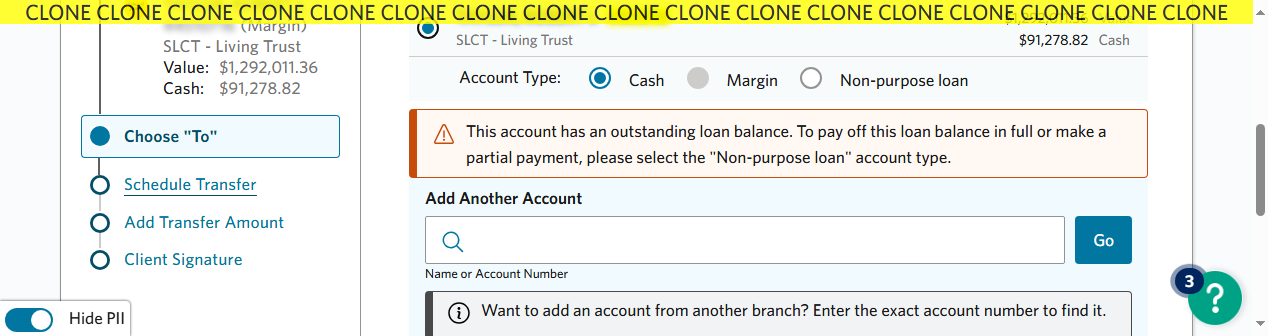 CLONE CLONE CLONE CLONE CLONE CLONE CLONE CLONE CLONE CLONE CLONE CLONE CLONE CLONE CLONE CLONE CLONE
(Margin)
SLCT - Living Trust
Value: $1,292,011.36
Cash: $91,278.82
Choose "To"
Schedule Transfer
Add Transfer Amount
Client Signature
Hide PII
SLCT - Living Trust
$91,278.82 Cash
Account Type: Cash Margin Non-purpose loan
This account has an outstanding loan balance. To pay off this loan balance in full or make a
partial payment, please select the "Non-purpose loan" account type.
Add Another Account
Go
Name or Account Number
Want to add an account from another branch? Enter the exact account number to find it.
3
?